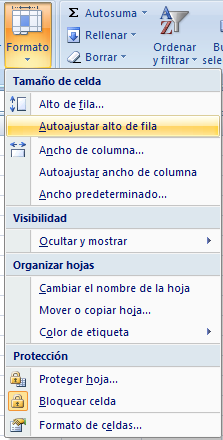 Formato
Σ Autosuma
Rellenar
Borrar
Ordenar
y filtrar
Bu
sele
Tamaño de celda
Alto de fila...
Autoajustar alto de fila
Ancho de columna...
Autoajustar ancho de columna
Ancho predeterminado...
Visibilidad
Ocultar y mostrar
Organizar hojas
Cambiar el nombre de la hoja
Mover o copiar hoja...
Color de etiqueta
Protección
Proteger hoja...
Bloquear celda
Formato de celdas...